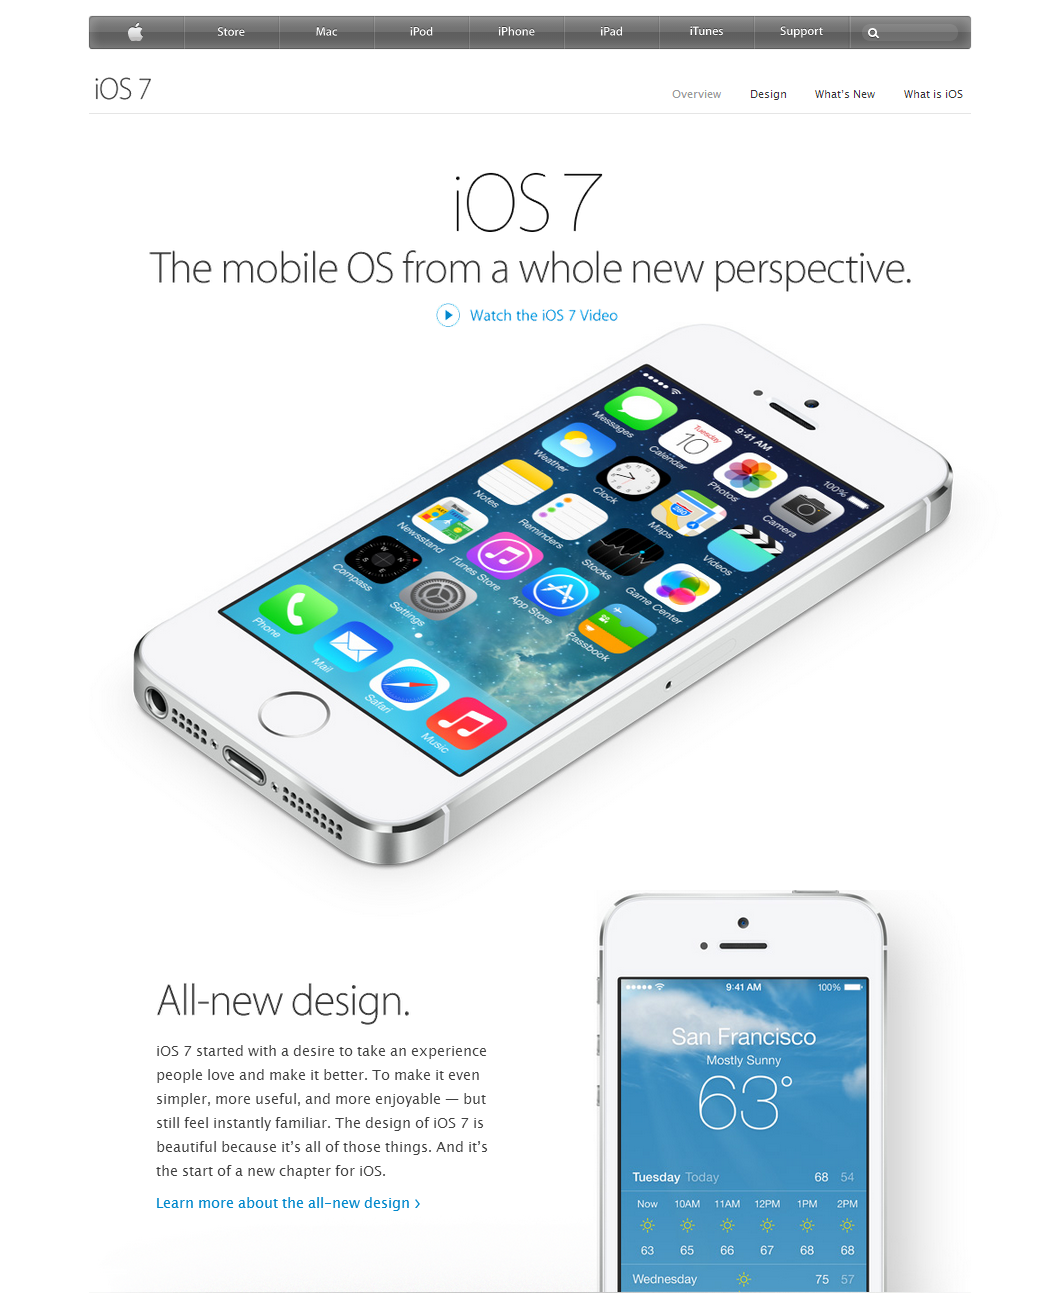 Store Mac iPod iPhone iPad iTunes Support
iOS 7
Overview Design What's New What is iOS
iOS 7
The mobile OS from a whole new perspective.
Watch the iOS 7 Video
9:41 AM
100%
Messages
Calendar
Photos
Camera
Weather
Clock
Maps
Videos
Notes
Reminders
Stocks
Game Center
Newsstand
iTunes Store
App Store
Passbook
Compass
Settings
Tuesday
10
280
N
E
S
W
Phone
Mail
Safari
Music
All-new design.
iOS 7 started with a desire to take an experience
people love and make it better. To make it even
simpler, more useful, and more enjoyable — but
still feel instantly familiar. The design of iOS 7 is
beautiful because it's all of those things. And it's
the start of a new chapter for iOS.
Learn more about the all-new design ›
9:41 AM 100%
San Francisco
Mostly Sunny
63°
Tuesday Today 68 54
Now 10AM 11AM 12PM 1PM 2PM
63 65 66 67 68 68
Wednesday 75 57